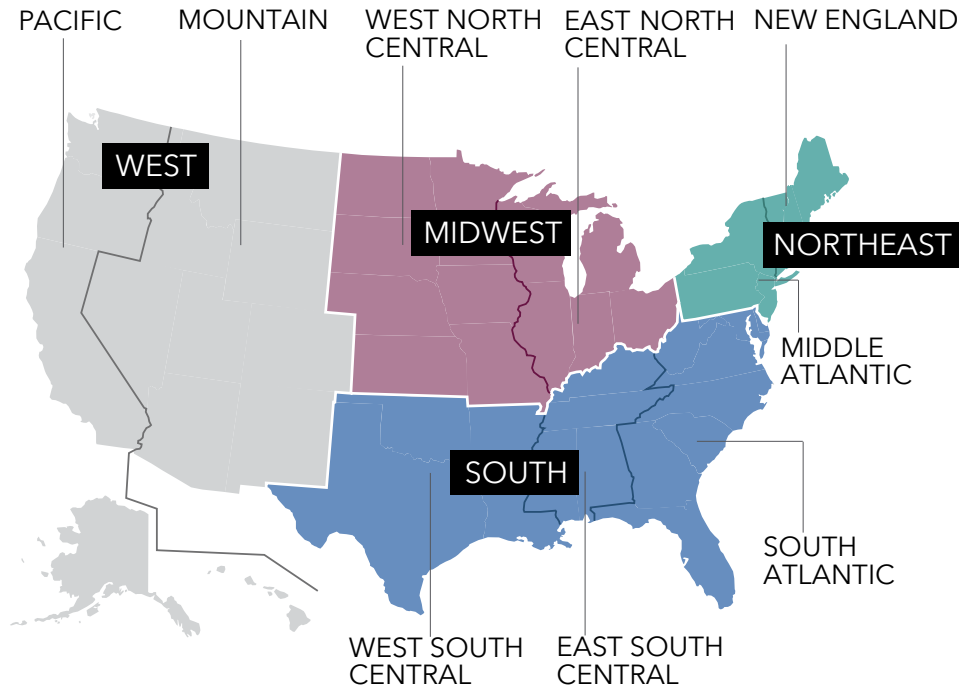 PACIFIC
MOUNTAIN
WEST NORTH
CENTRAL
EAST NORTH
CENTRAL
NEW ENGLAND
WEST
MIDWEST
NORTHEAST
MIDDLE
ATLANTIC
SOUTH
SOUTH
ATLANTIC
WEST SOUTH
CENTRAL
EAST SOUTH
CENTRAL